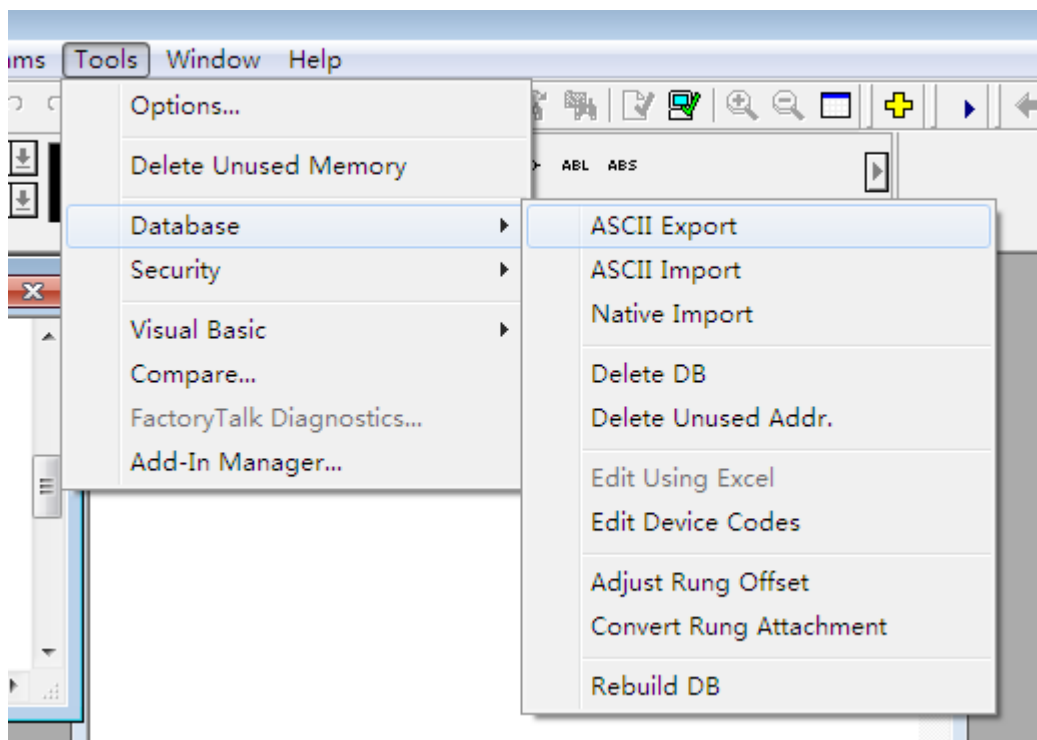 ams Tools Window Help
Options...
Delete Unused Memory
ABL ABS
Database
Security
Visual Basic
Compare...
FactoryTalk Diagnostics...
Add-In Manager...
ASCII Export
ASCII Import
Native Import
Delete DB
Delete Unused Addr.
Edit Using Excel
Edit Device Codes
Adjust Rung Offset
Convert Rung Attachment
Rebuild DB